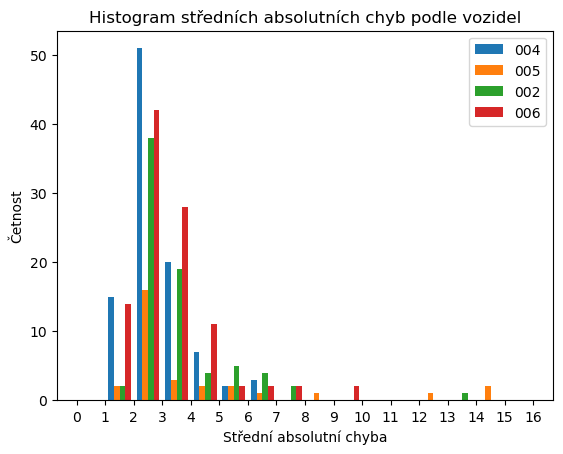 Histogram středních absolutních chyb podle vozidel
004
005
002
006
50
40
30
20
10
0
Četnost
0 1 2 3 4 5 6 7 8 9 10 11 12 13 14 15 16
Střední absolutní chyba